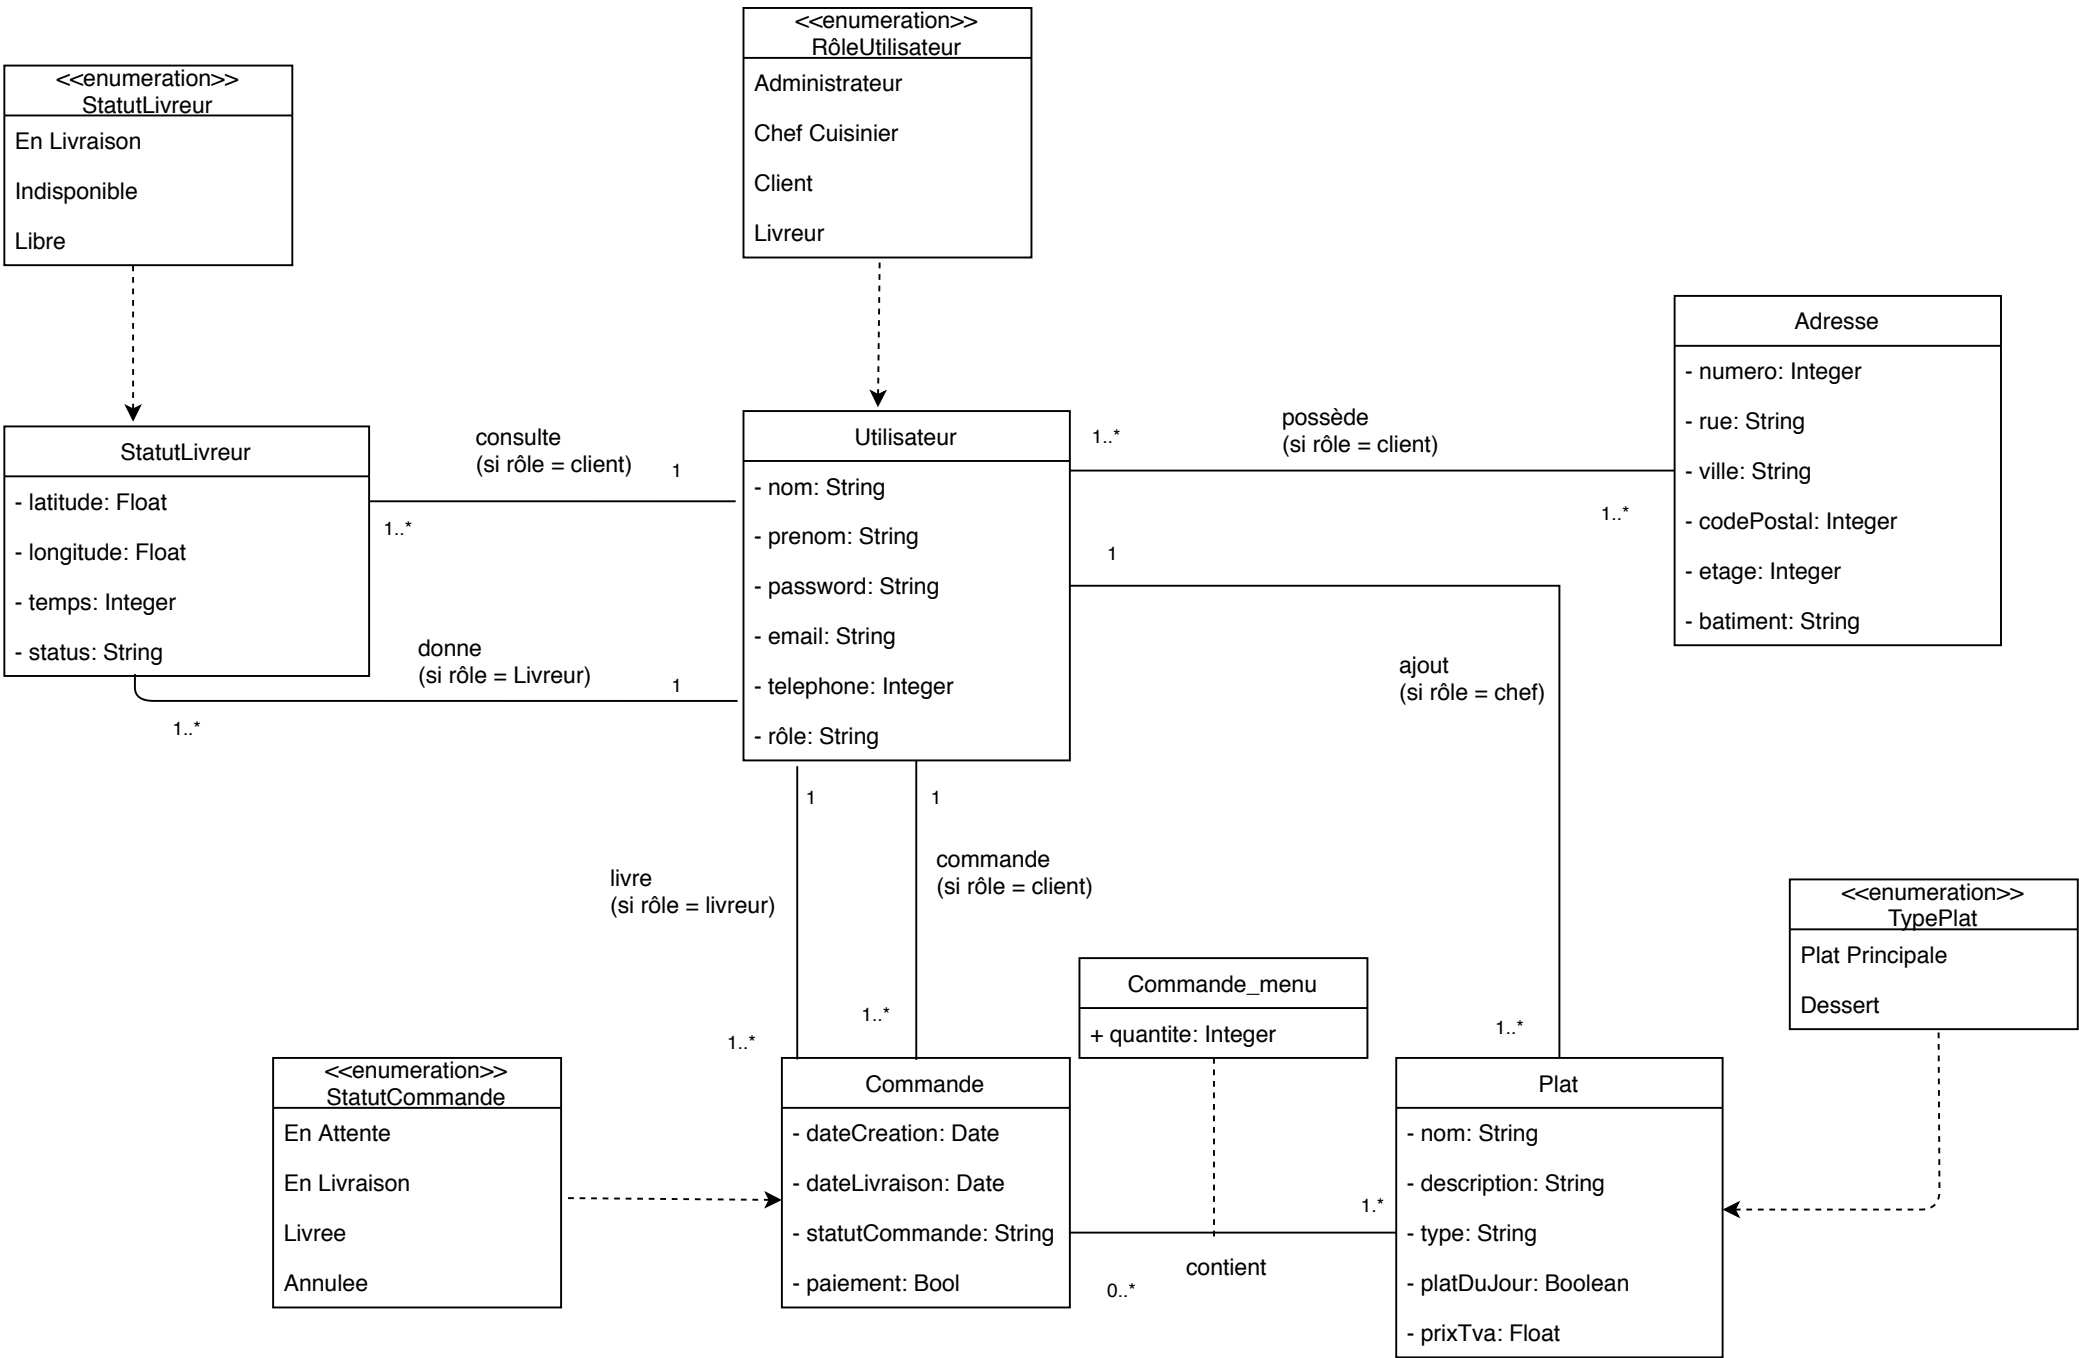 <<enumeration>>
RôleUtilisateur
Administrateur
Chef Cuisinier
Client
Livreur
<<enumeration>>
StatutLivreur
En Livraison
Indisponible
Libre
Adresse
- numero: Integer
- rue: String
- ville: String
- codePostal: Integer
- etage: Integer
- batiment: String
StatutLivreur
- latitude: Float
- longitude: Float
- temps: Integer
- status: String
consulte
(si rôle = client)
1
1..*
donne
(si rôle = Livreur)
1
1..*
Utilisateur
- nom: String
- prenom: String
- password: String
- email: String
- telephone: Integer
- rôle: String
1..*
possède
(si rôle = client)
1..*
1
ajout
(si rôle = chef)
1..*
1
livre
(si rôle = livreur)
1..*
1
commande
(si rôle = client)
1..*
<<enumeration>>
TypePlat
Plat Principale
Dessert
Commande_menu
+ quantite: Integer
<<enumeration>>
StatutCommande
En Attente
En Livraison
Livree
Annulee
Commande
- dateCreation: Date
- dateLivraison: Date
- statutCommande: String
- paiement: Bool
1.*
contient
0..*
Plat
- nom: String
- description: String
- type: String
- platDuJour: Boolean
- prixTva: Float